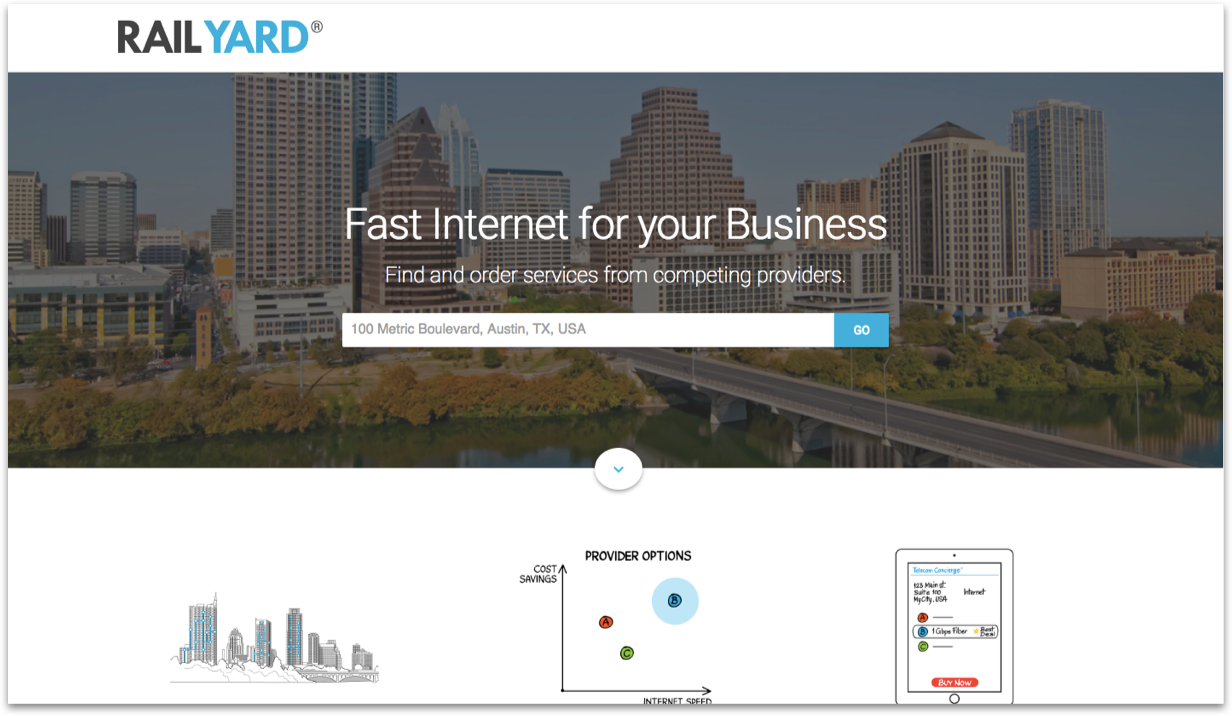 RAILYARD®
Fast Internet for your Business
Find and order services from competing providers.
100 Metric Boulevard, Austin, TX, USA
GO
PROVIDER OPTIONS
COST
SAVINGS
A
B
C
INTERNET SPEED
Telecom Concierge
123 Main st.
Suite 100
MyCity, USA
Internet
A
B 1 Gbps Fiber Best
Deal
C
BUY NOW